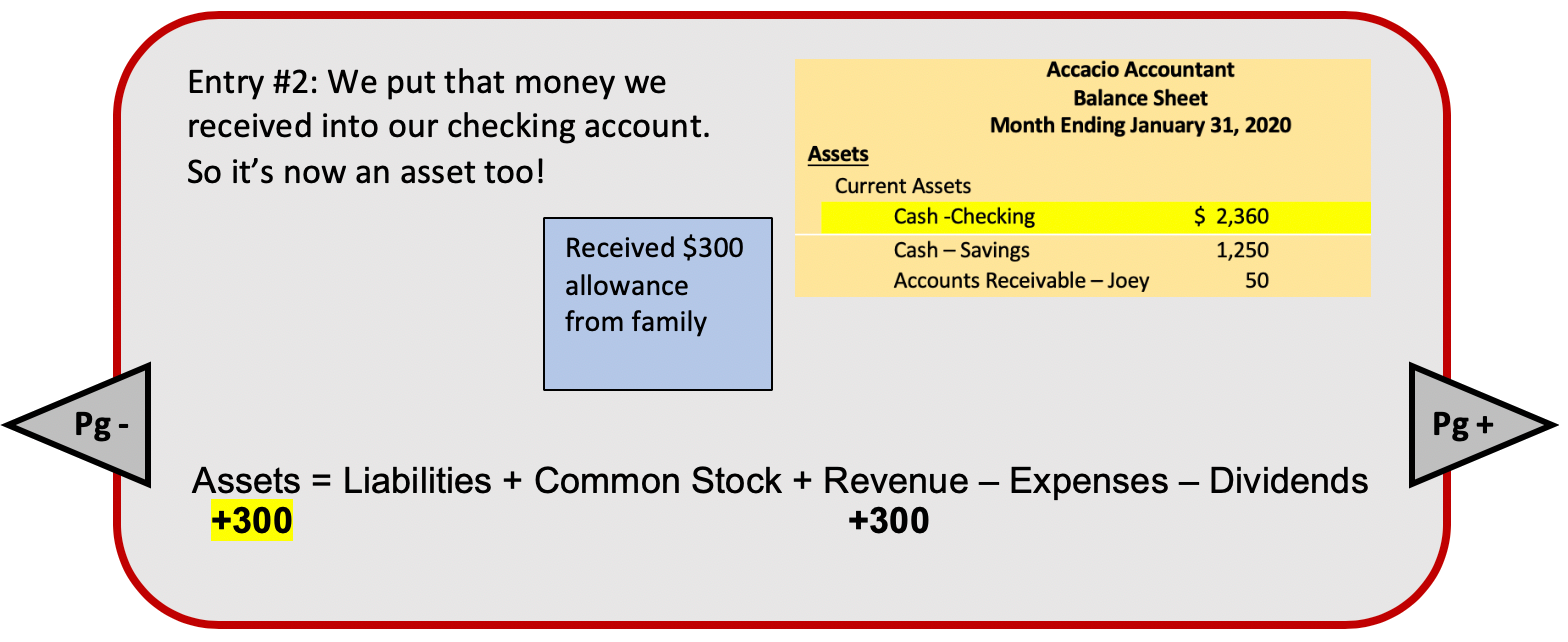 Entry #2: We put that money we
received into our checking account.
So it’s now an asset too!
Accacio Accountant
Balance Sheet
Month Ending January 31, 2020
Assets
Current Assets
Cash -Checking $ 2,360
Cash – Savings 1,250
Accounts Receivable – Joey 50
Received $300
allowance
from family
Pg -
Pg +
Assets = Liabilities + Common Stock + Revenue – Expenses – Dividends
+300 +300